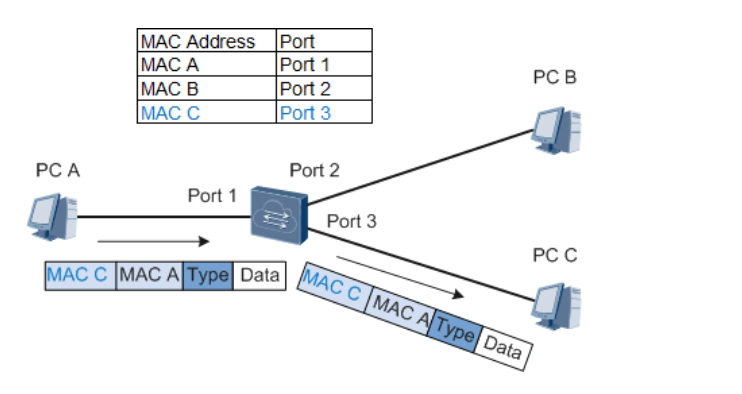 MAC Address Port
MAC A Port 1
MAC B Port 2
MAC C Port 3
PC B
PC A
Port 2
Port 1
Port 3
PC C
MAC C MAC A Type Data
MAC C MAC A Type Data